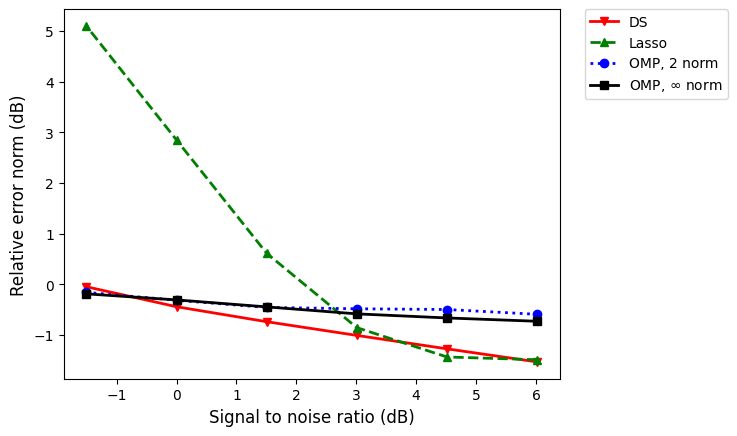 DS
Lasso
OMP, 2 norm
OMP, ∞ norm
Relative error norm (dB)
5
4
3
2
1
0
−1
−1 0 1 2 3 4 5 6
Signal to noise ratio (dB)